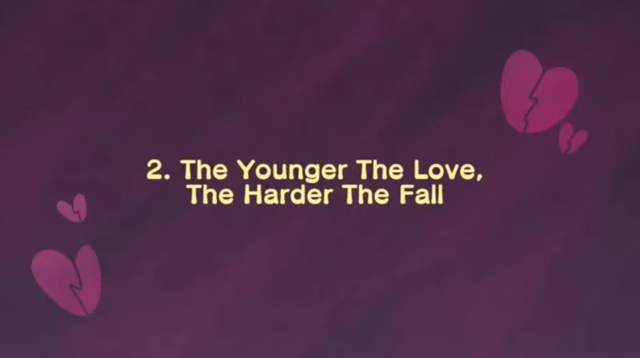 2. The Younger The Love,
The Harder The Fall